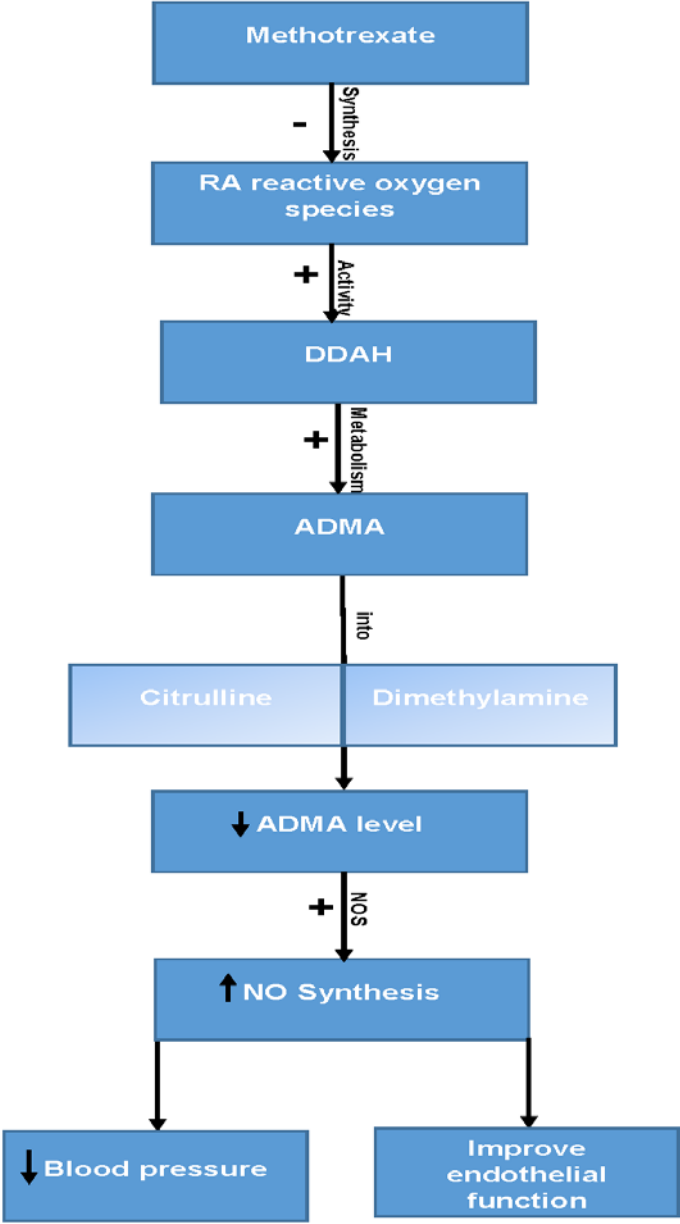 Methotrexate
Synthesis
-
RA reactive oxygen
species
+
Activity
DDAH
+
Metabolism
ADMA
into
Citrulline
Dimethylamine
↓ ADMA level
+
NOS
↑ NO Synthesis
↓ Blood pressure
Improve
endothelial
function